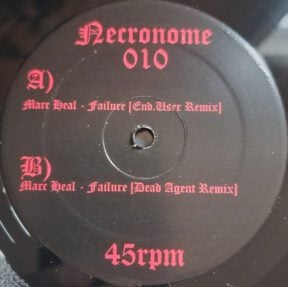 Necronome
010
A)
Marc Heal - Failure [End.User Remix]
B)
Marc Heal - Failure [Dead Agent Remix]
45rpm